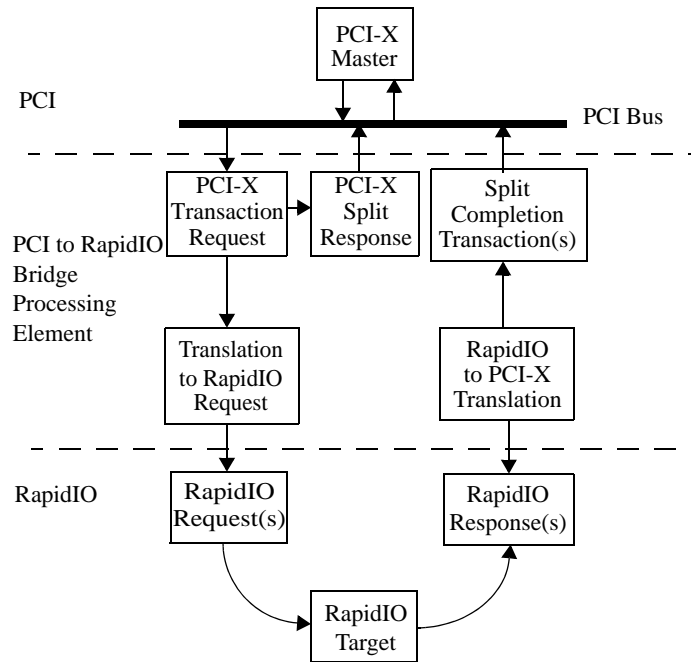 PCI-X
Master
PCI
PCI Bus
PCI-X
Transaction
Request
PCI-X
Split
Response
Split
Completion
Transaction(s)
PCI to RapidIO
Bridge
Processing
Element
Translation
to RapidIO
Request
RapidIO
to PCI-X
Translation
RapidIO
RapidIO
Request(s)
RapidIO
Response(s)
RapidIO
Target